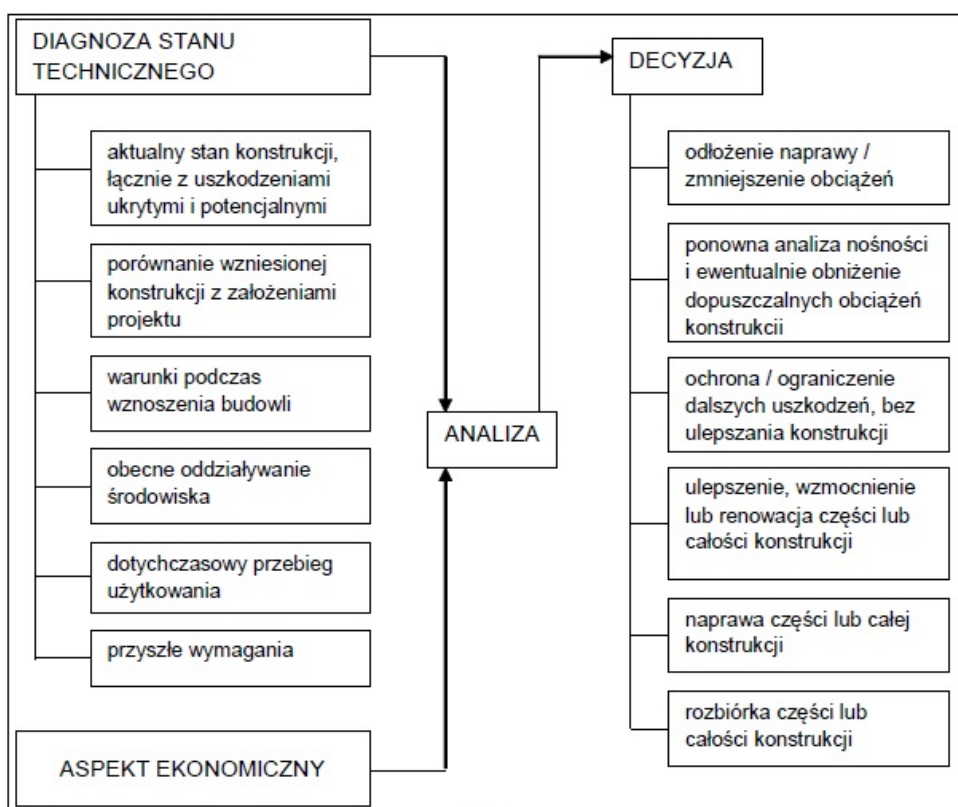 DIAGNOZA STANU
TECHNICZNEGO
aktualny stan konstrukcji,
łącznie z uszkodzeniami
ukrytymi i potencjalnymi
porównanie wzniesionej
konstrukcji z założeniami
projektu
warunki podczas
wznoszenia budowli
obecne oddziaływanie
środowiska
dotychczasowy przebieg
użytkowania
przyszłe wymagania
ASPEKT EKONOMICZNY
ANALIZA
DECYZJA
odłożenie naprawy /
zmniejszenie obciążeń
ponowna analiza nośności
i ewentualnie obniżenie
dopuszczalnych obciążeń
konstrukcji
ochrona / ograniczenie
dalszych uszkodzeń, bez
ulepszania konstrukcji
ulepszenie, wzmocnienie
lub renowacja części lub
całości konstrukcji
naprawa części lub całej
konstrukcji
rozbiórka części lub
całości konstrukcji